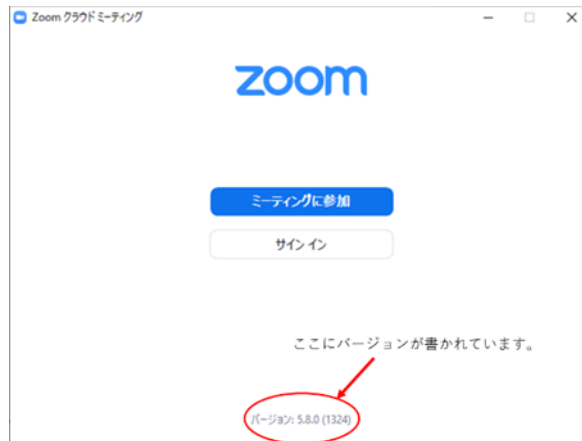 Zoom クラウドミーティング
zoom
ミーティングに参加
サイン イン
ここにバージョンが書かれています。
バージョン: 5.8.0 (1324)